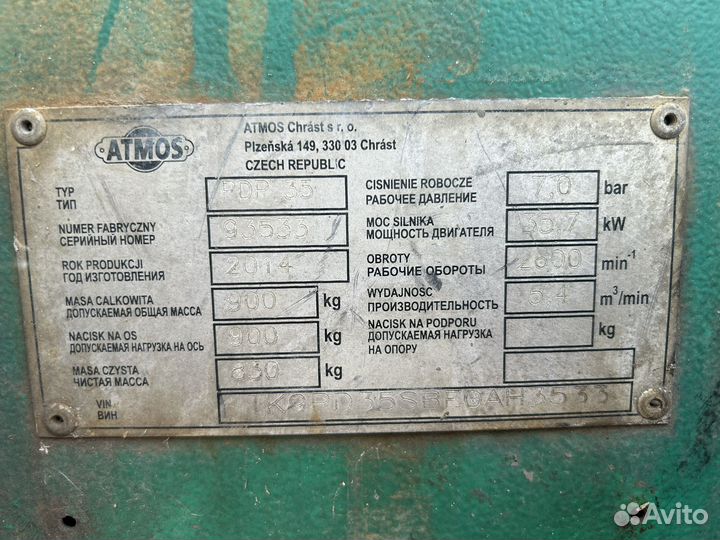 ATMOS
ATMOS Chrást s r. o.
Plzeňská 149, 330 03 Chrást
CZECH REPUBLIC
TYP
ТИП
PDP 35
NUMER FABRYCZNY
СЕРИЙНЫЙ НОМЕР
93533
ROK PRODUKCJI
ГОД ИЗГОТОВЛЕНИЯ
2014
MASA CALKOWITA
ДОПУСКАЕМАЯ ОБЩАЯ МАССА
900 kg
NACISK NA OS
ДОПУСКАЕМАЯ НАГРУЗКА НА ОСЬ
900 kg
MASA CZYSTA
ЧИСТАЯ МАССА
830 kg
CISNIENIE ROBOCZE
РАБОЧЕЕ ДАВЛЕНИЕ
7,0 bar
MOC SILNIKA
МОЩНОСТЬ ДВИГАТЕЛЯ
kW
OBROTY
РАБОЧИЕ ОБОРОТЫ
min⁻¹
WYDAJNOSC
ПРОИЗВОДИТЕЛЬНОСТЬ
m³/min
NACISK NA PODPORU
ДОПУСКАЕМАЯ НАГРУЗКА
НА ОПОРУ
kg
VIN
ВИН
Avito